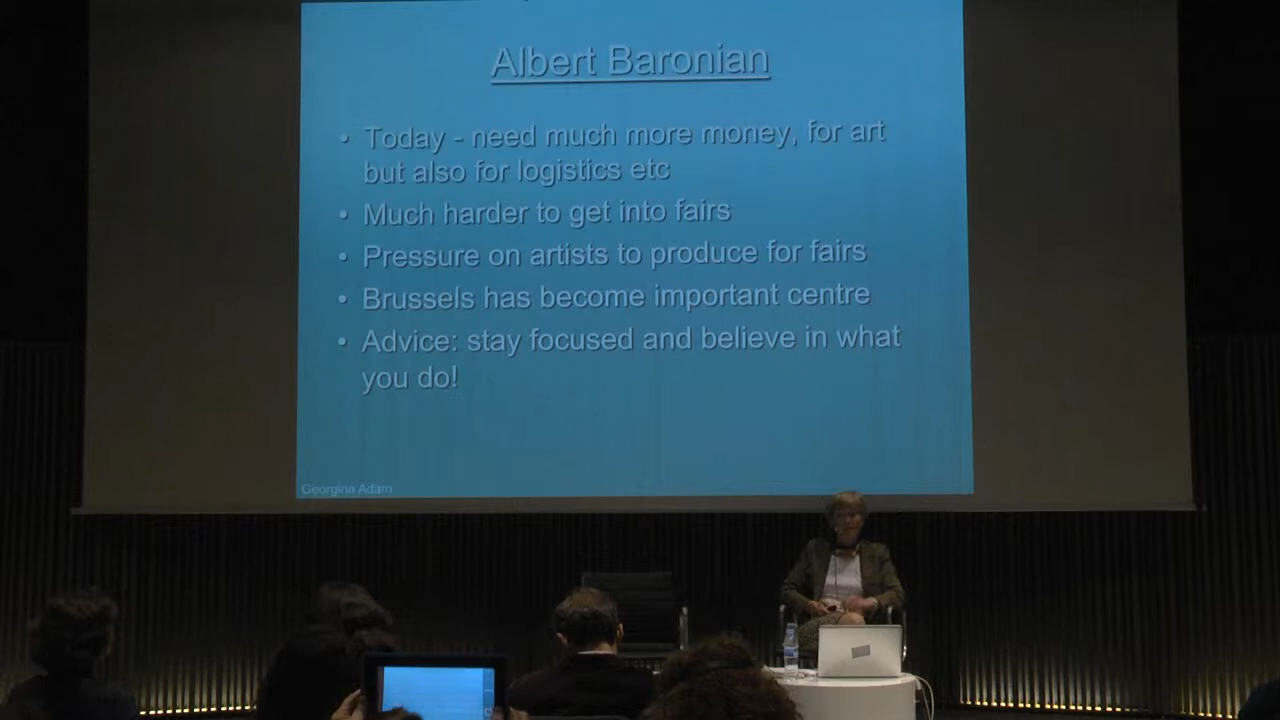 Albert Baronian
• Today - need much more money, for art
but also for logistics etc
• Much harder to get into fairs
• Pressure on artists to produce for fairs
• Brussels has become important centre
• Advice: stay focused and believe in what
you do!
Georgina Adam